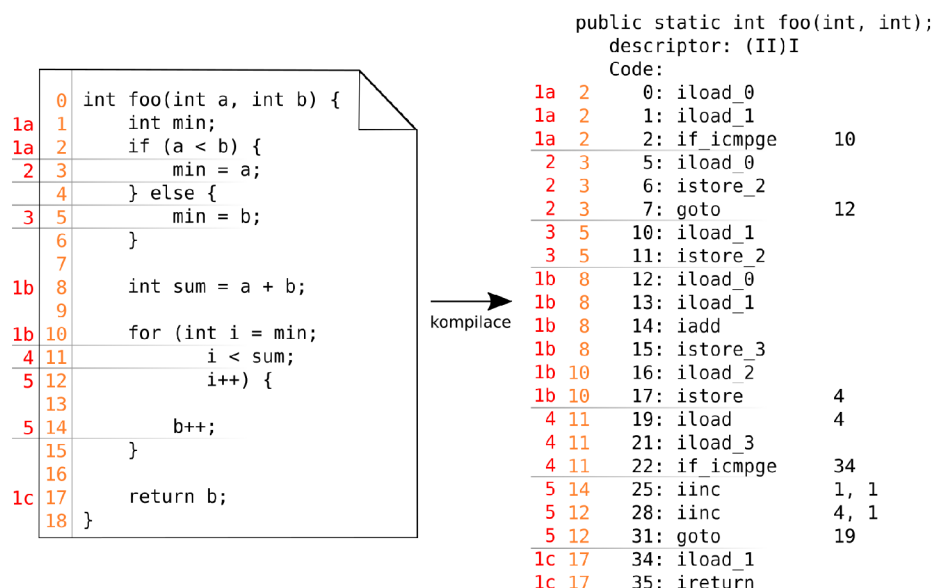 0 int foo(int a, int b) {
1a 1 int min;
1a 2 if (a < b) {
2 3 min = a;
4 } else {
3 5 min = b;
6 }
7
1b 8 int sum = a + b;
9
1b 10 for (int i = min;
4 11 i < sum;
5 12 i++) {
13
5 14 b++;
15 }
16
1c 17 return b;
18 }
kompilace
public static int foo(int, int);
descriptor: (II)I
Code:
1a 2 0: iload_0
1a 2 1: iload_1
1a 2 2: if_icmpge 10
2 3 5: iload_0
2 3 6: istore_2
2 3 7: goto 12
3 5 10: iload_1
3 5 11: istore_2
1b 8 12: iload_0
1b 8 13: iload_1
1b 8 14: iadd
1b 8 15: istore_3
1b 10 16: iload_2
1b 10 17: istore 4
4 11 19: iload 4
4 11 21: iload_3
4 11 22: if_icmpge 34
5 14 25: iinc 1, 1
5 12 28: iinc 4, 1
5 12 31: goto 19
1c 17 34: iload_1
1c 17 35: ireturn